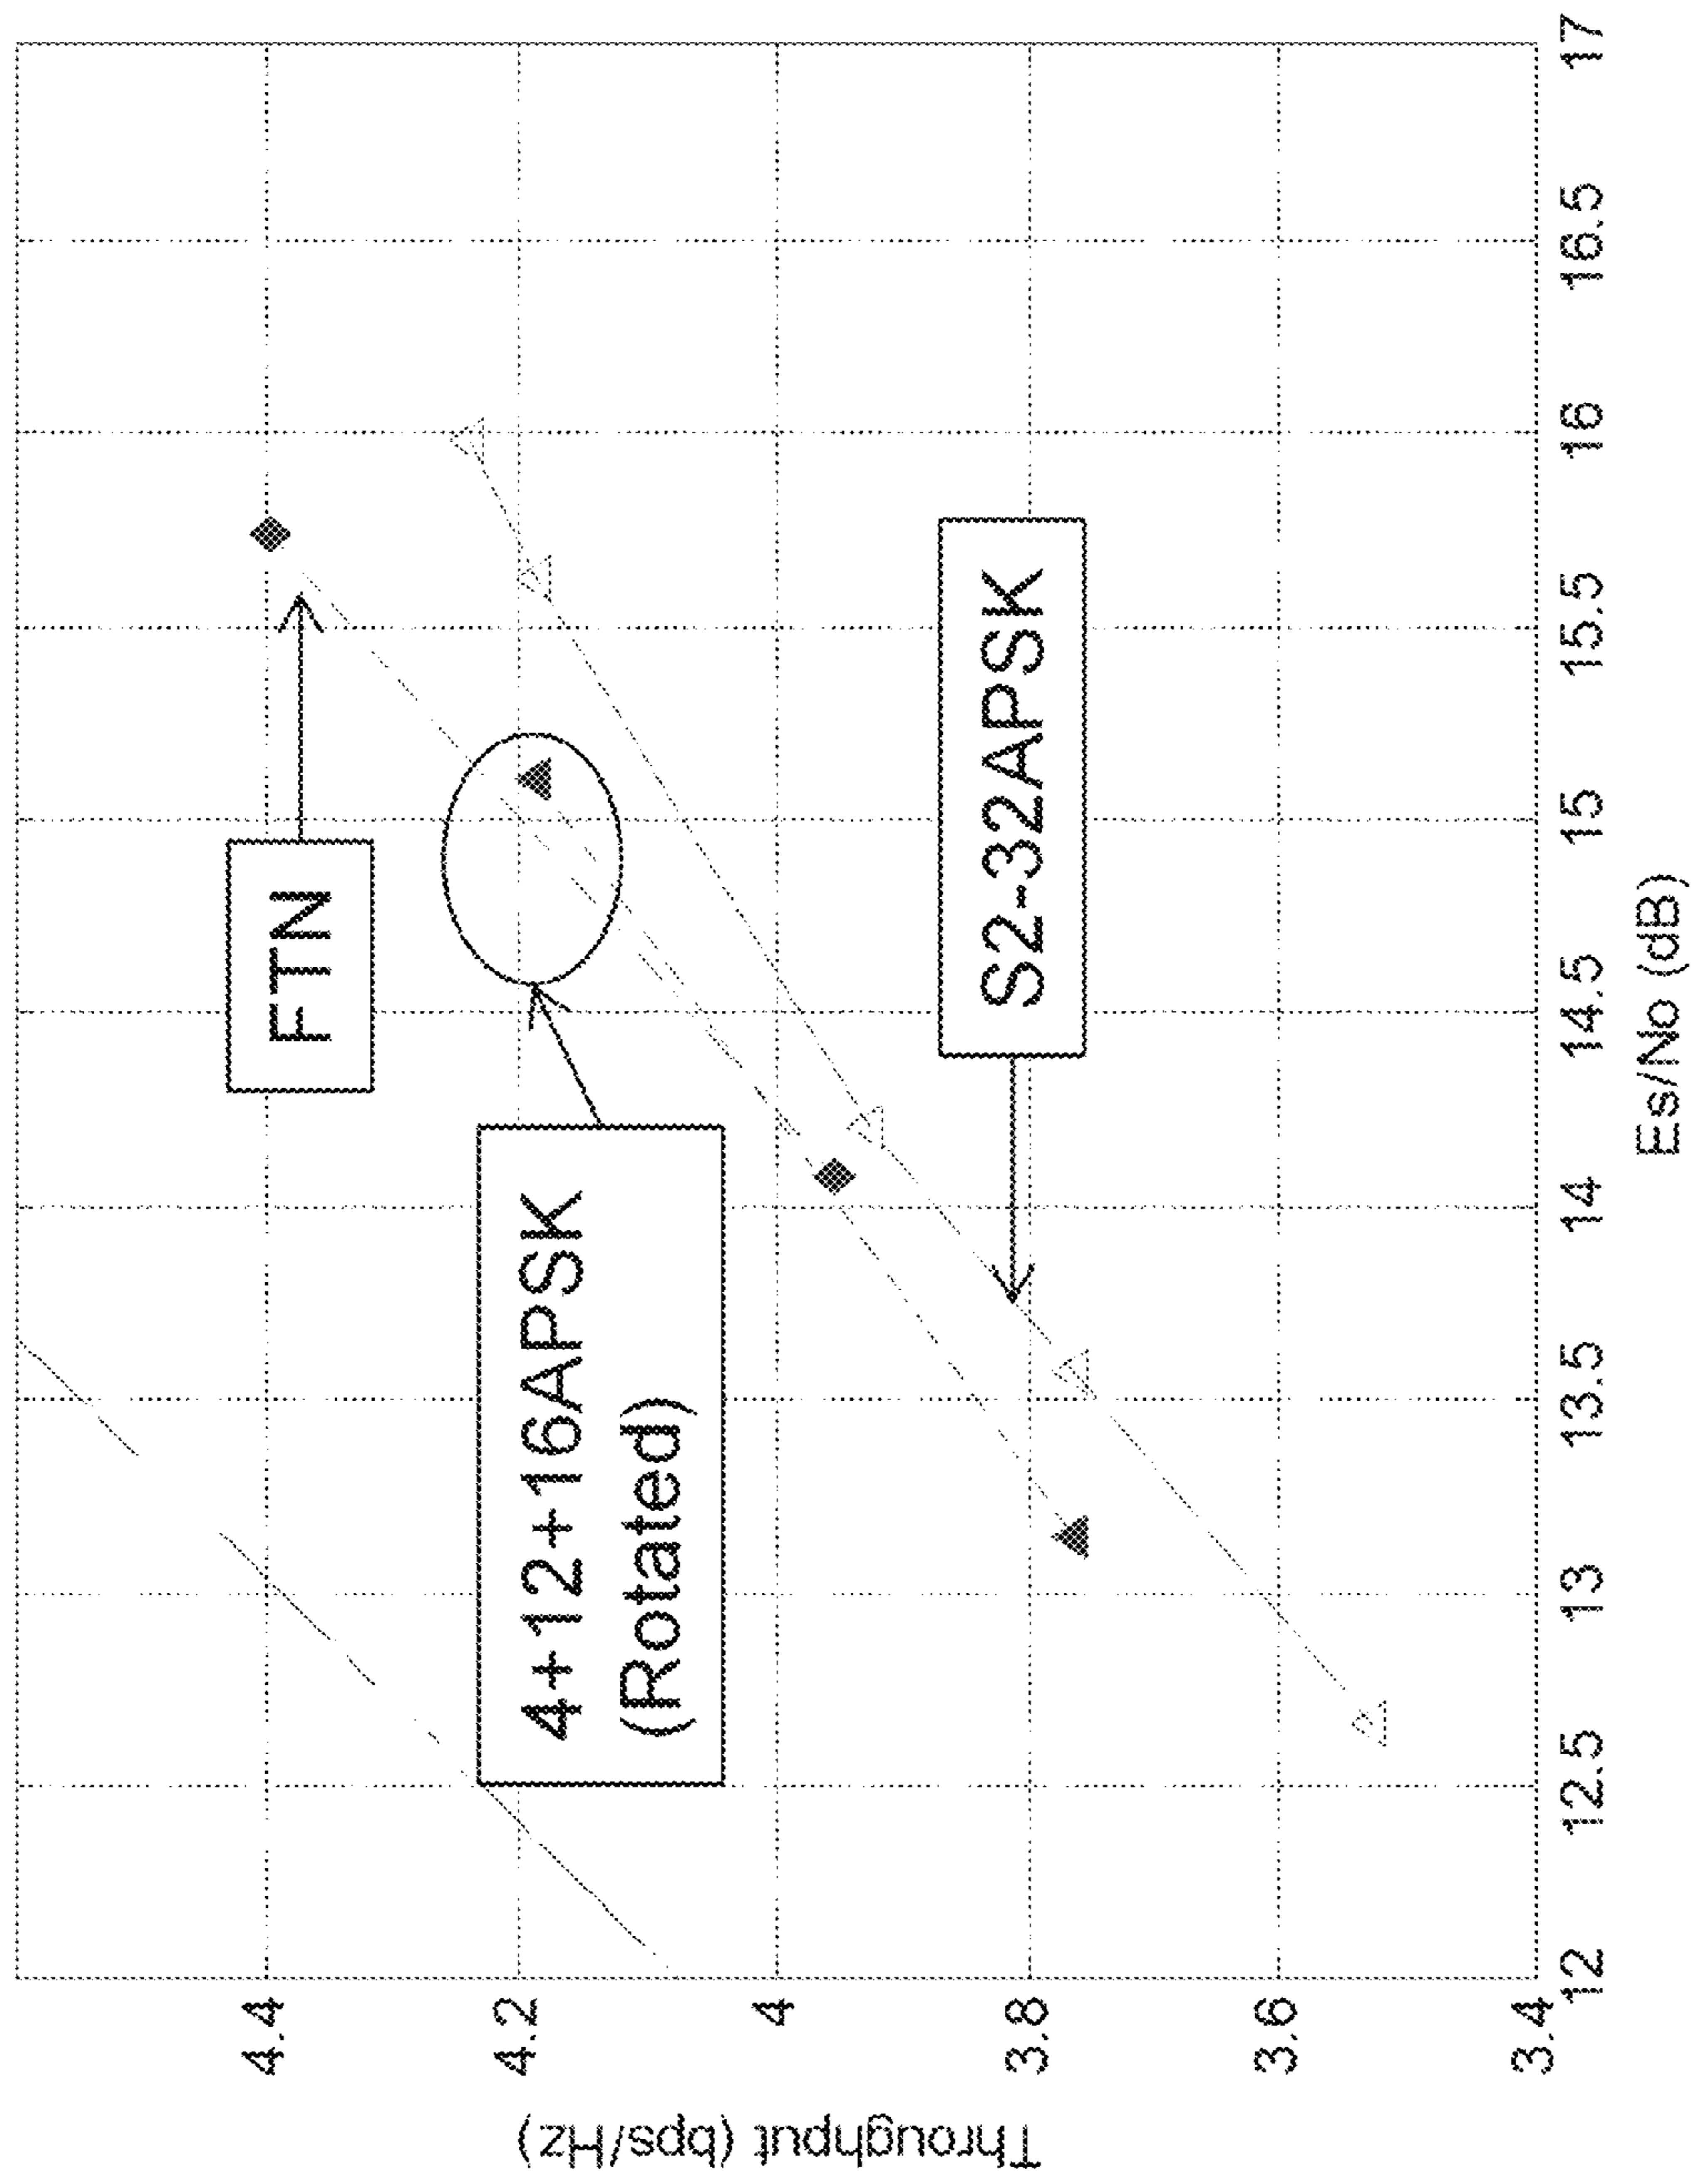 Throughput (bps/Hz)
4.4
4.2
4
3.8
3.6
3.4
FTN
4+12+16APSK
(Rotated)
S2-32APSK
12
12.5
13
13.5
14
14.5
15
15.5
16
16.5
17
Es/No (dB)